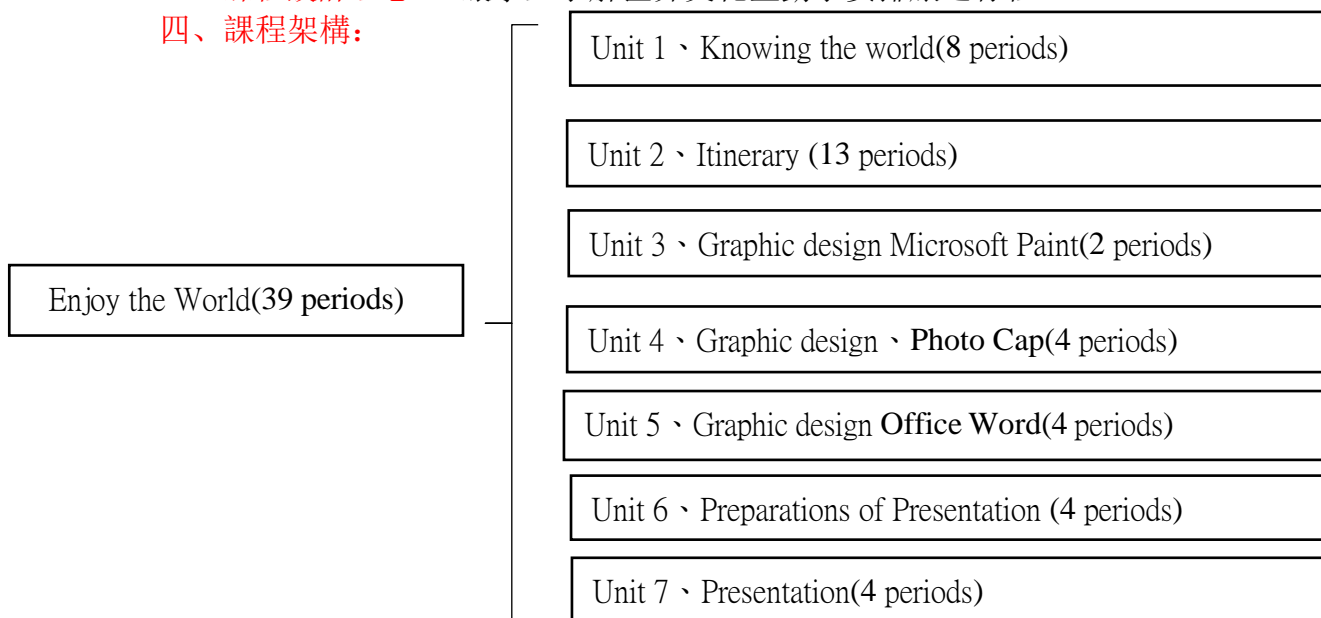 四、課程架構：
Unit 1、Knowing the world(8 periods)
Unit 2、Itinerary (13 periods)
Unit 3、Graphic design Microsoft Paint(2 periods)
Enjoy the World(39 periods)
Unit 4、Graphic design、Photo Cap(4 periods)
Unit 5、Graphic design Office Word(4 periods)
Unit 6、Preparations of Presentation (4 periods)
Unit 7、Presentation(4 periods)